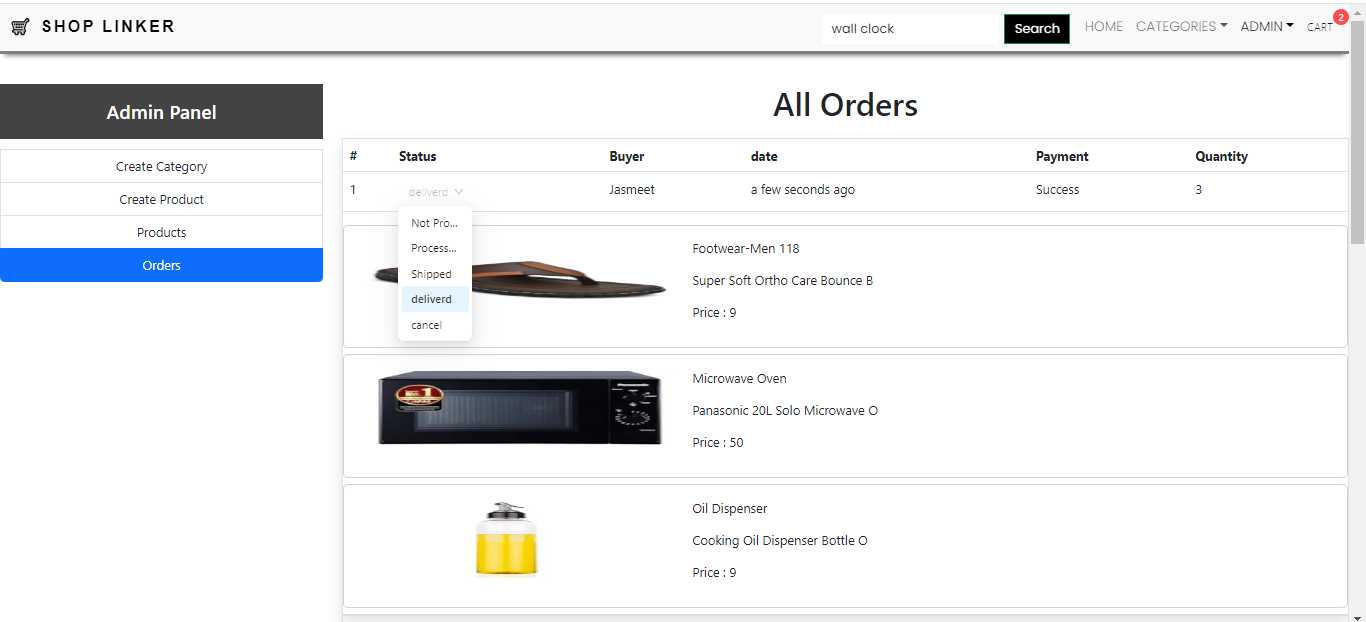 SHOP LINKER
wall clock
Search
HOME
CATEGORIES
ADMIN
CART
2
Admin Panel
Create Category
Create Product
Products
Orders
All Orders
# Status Buyer date Payment Quantity
1 deliverd Jasmeet a few seconds ago Success 3
Not Pro...
Process...
Shipped
deliverd
cancel
Footwear-Men 118
Super Soft Ortho Care Bounce B
Price : 9
Microwave Oven
Panasonic 20L Solo Microwave O
Price : 50
Panasonic
Oil Dispenser
Cooking Oil Dispenser Bottle O
Price : 9